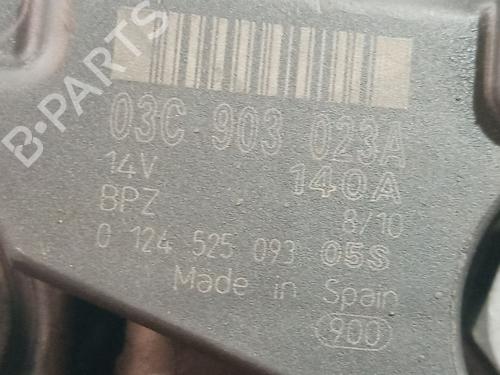 B-PARTS
03C 903 023A
14V 140A
BPZ 8/10
0 124 525 093 05S
Made in Spain
900